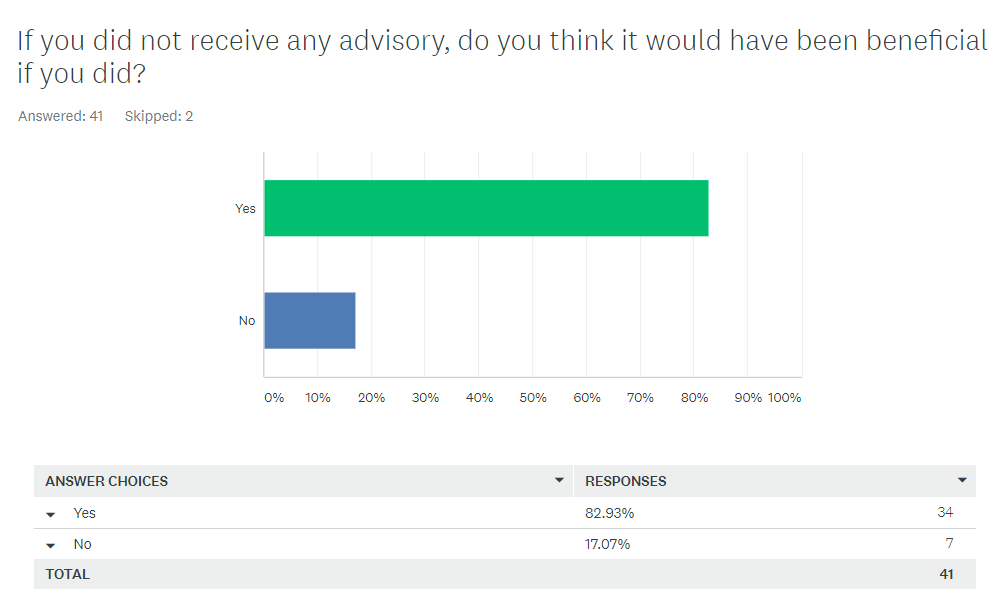 If you did not receive any advisory, do you think it would have been beneficial
if you did?
Answered: 41 Skipped: 2
Yes
No
0% 10% 20% 30% 40% 50% 60% 70% 80% 90% 100%
ANSWER CHOICES RESPONSES
Yes 82.93% 34
No 17.07% 7
TOTAL 41